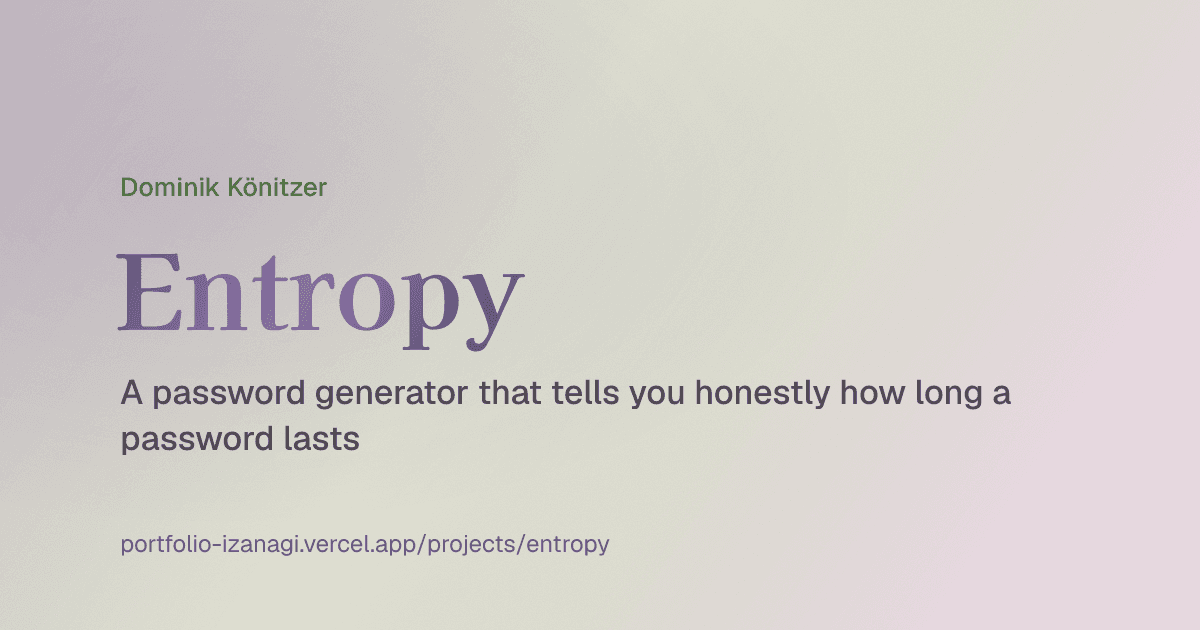 Dominik Könitzer
Entropy
A password generator that tells you honestly how long a
password lasts
portfolio-izanagi.vercel.app/projects/entropy